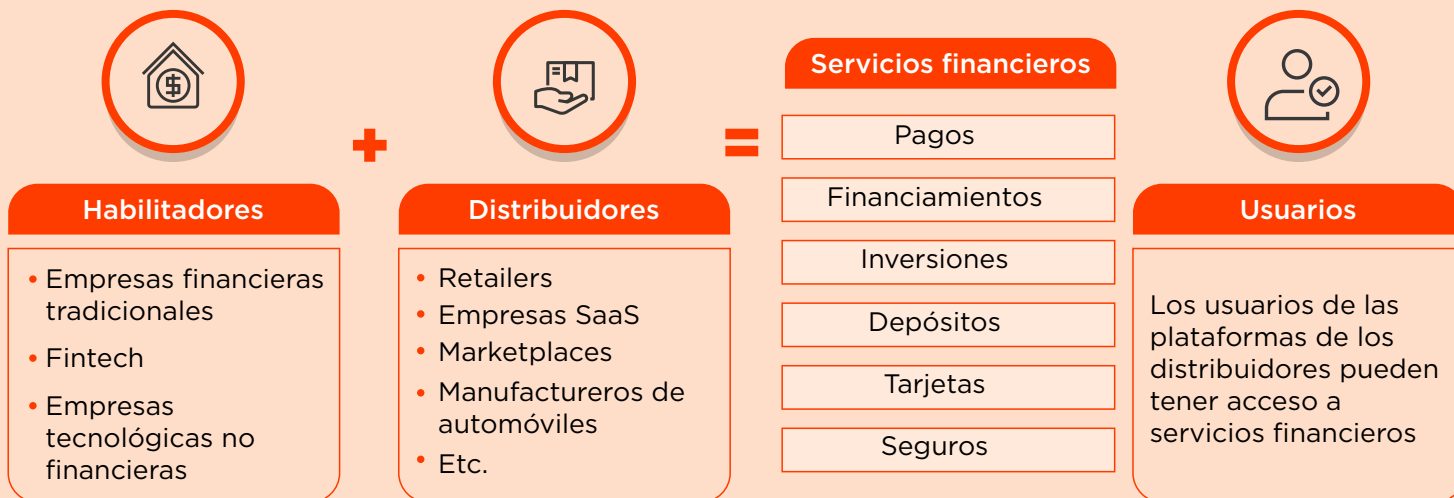 Habilitadores
• Empresas financieras
tradicionales
• Fintech
• Empresas
tecnológicas no
financieras
+
Distribuidores
• Retailers
• Empresas SaaS
• Marketplaces
• Manufactureros de
automóviles
• Etc.
=
Servicios financieros
Pagos
Financiamientos
Inversiones
Depósitos
Tarjetas
Seguros
Usuarios
Los usuarios de las
plataformas de los
distribuidores pueden
tener acceso a
servicios financieros